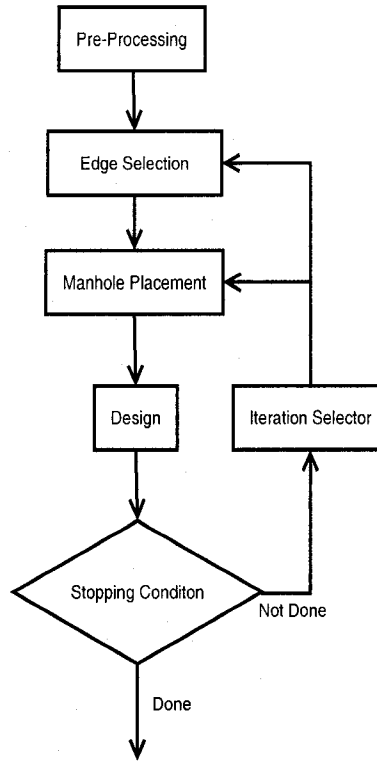 Pre-Processing
Edge Selection
Manhole Placement
Design
Iteration Selector
Stopping Conditon
Not Done
Done